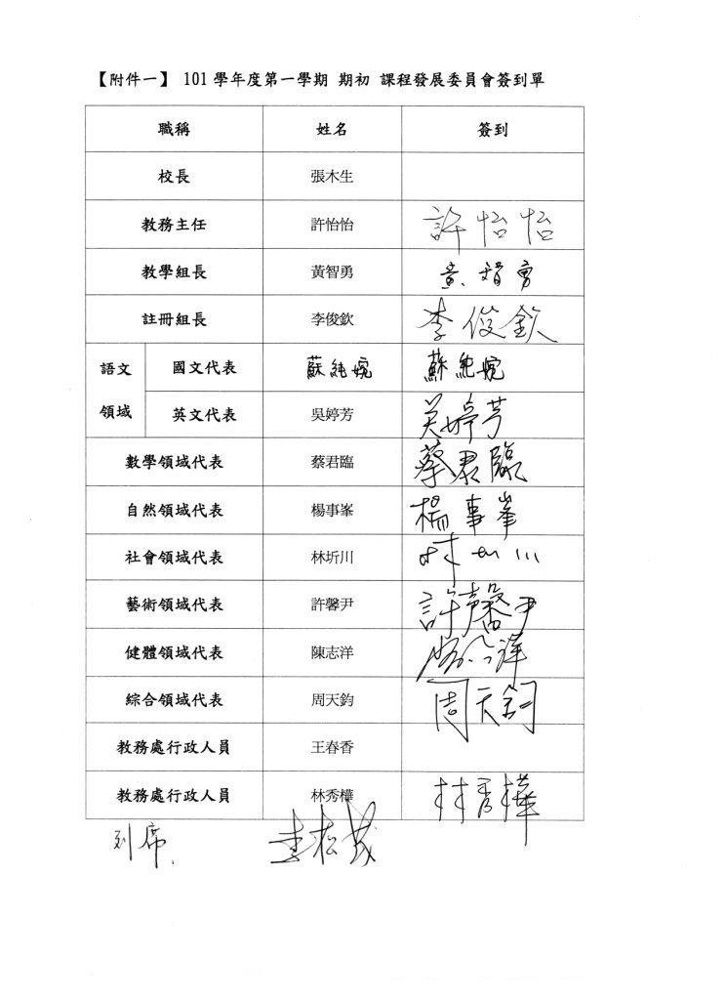 【附件一】 101 學年度第一學期 期初 課程發展委員會簽到單
職稱 姓名 簽到
校長 張木生
教務主任 許怡怡 許怡怡
教學組長 黃智勇 黃智勇
註冊組長 李俊欽 李俊欽
語文領域 國文代表 蘇純婉 蘇純婉
英文代表 吳婷芳 吳婷芳
數學領域代表 蔡君臨 蔡君臨
自然領域代表 楊事峯 楊事峯
社會領域代表 林圻川 林圻川
藝術領域代表 許馨尹 許馨尹
健體領域代表 陳志洋
綜合領域代表 周天鈞 周天鈞
教務處行政人員 王春香
教務處行政人員 林秀樺 林秀樺
列席. 李松茂